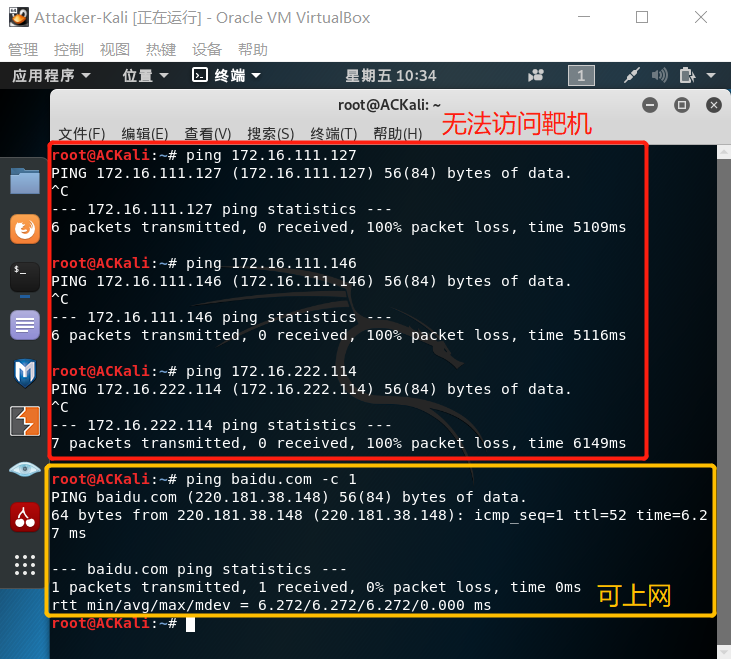 Attacker-Kali [正在运行] - Oracle VM VirtualBox
管理 控制 视图 热键 设备 帮助
应用程序 位置 终端 星期五 10:34 1
root@ACKali: ~
文件(F) 编辑(E) 查看(V) 搜索(S) 终端(T) 帮助(H)
无法访问靶机
root@ACKali:~# ping 172.16.111.127
PING 172.16.111.127 (172.16.111.127) 56(84) bytes of data.
^C
--- 172.16.111.127 ping statistics ---
6 packets transmitted, 0 received, 100% packet loss, time 5109ms
root@ACKali:~# ping 172.16.111.146
PING 172.16.111.146 (172.16.111.146) 56(84) bytes of data.
^C
--- 172.16.111.146 ping statistics ---
6 packets transmitted, 0 received, 100% packet loss, time 5116ms
root@ACKali:~# ping 172.16.222.114
PING 172.16.222.114 (172.16.222.114) 56(84) bytes of data.
^C
--- 172.16.222.114 ping statistics ---
7 packets transmitted, 0 received, 100% packet loss, time 6149ms
root@ACKali:~# ping baidu.com -c 1
PING baidu.com (220.181.38.148) 56(84) bytes of data.
64 bytes from 220.181.38.148 (220.181.38.148): icmp_seq=1 ttl=52 time=6.2
7 ms
--- baidu.com ping statistics ---
1 packets transmitted, 1 received, 0% packet loss, time 0ms
rtt min/avg/max/mdev = 6.272/6.272/6.272/0.000 ms
可上网
root@ACKali:~#